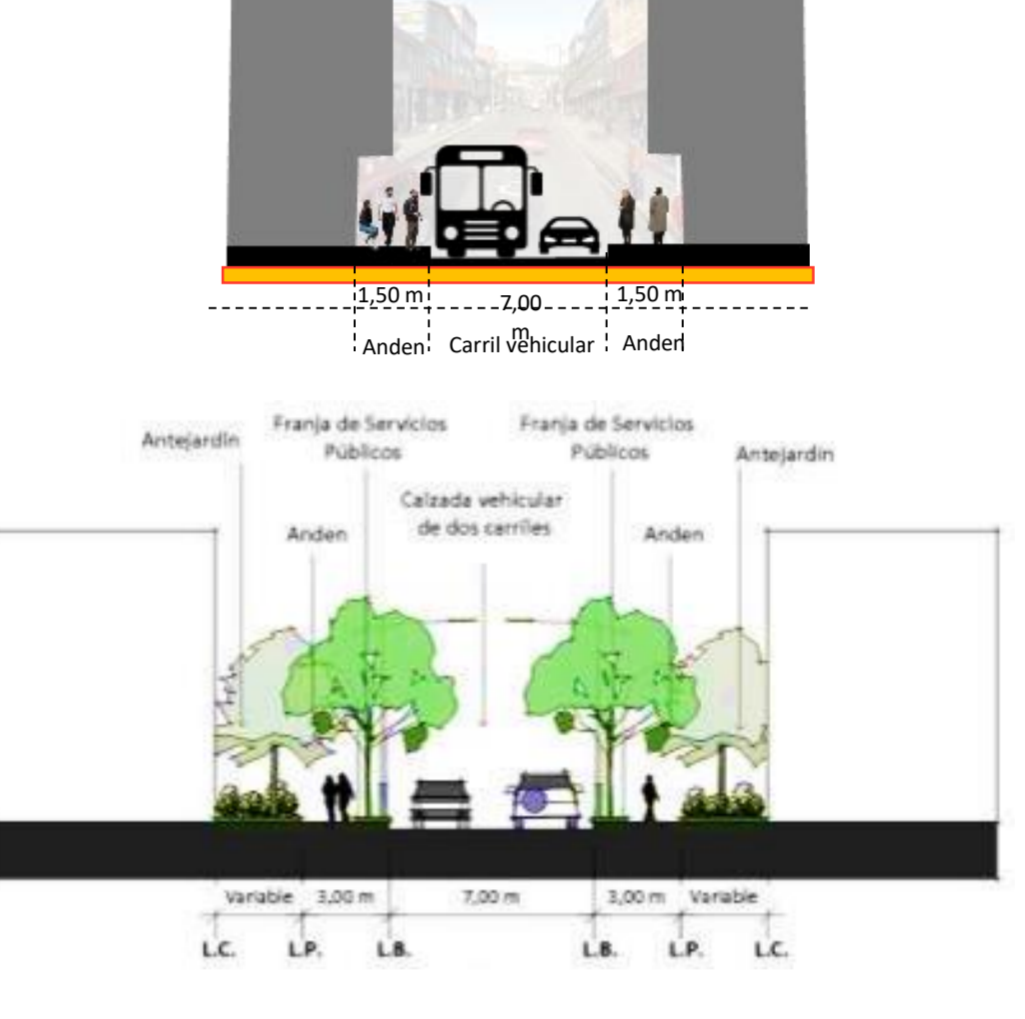 1,50 m
7,00
m
1,50 m
Anden
Carril vehicular
Anden
Franja de Servicios
Públicos
Franja de Servicios
Públicos
Antejardín
Antejardín
Calzada vehicular
de dos carriles
Anden
Anden
Variable
3,00 m
7,00 m
3,00 m
Variable
L.C.
L.P.
L.B.
L.B.
L.P.
L.C.